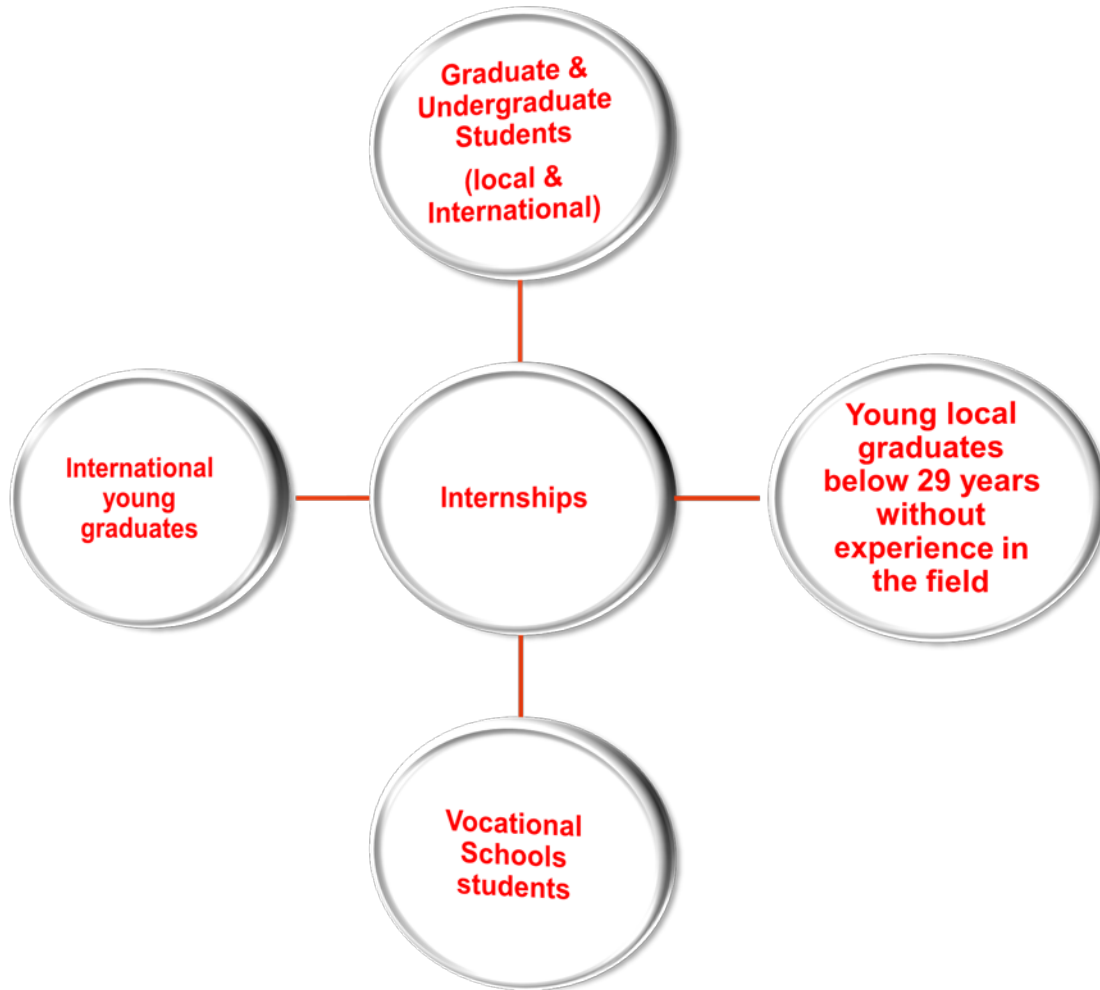 Graduate &
Undergraduate
Students
(local &
International)
International
young
graduates
Internships
Young local
graduates
below 29 years
without
experience in
the field
Vocational
Schools
students